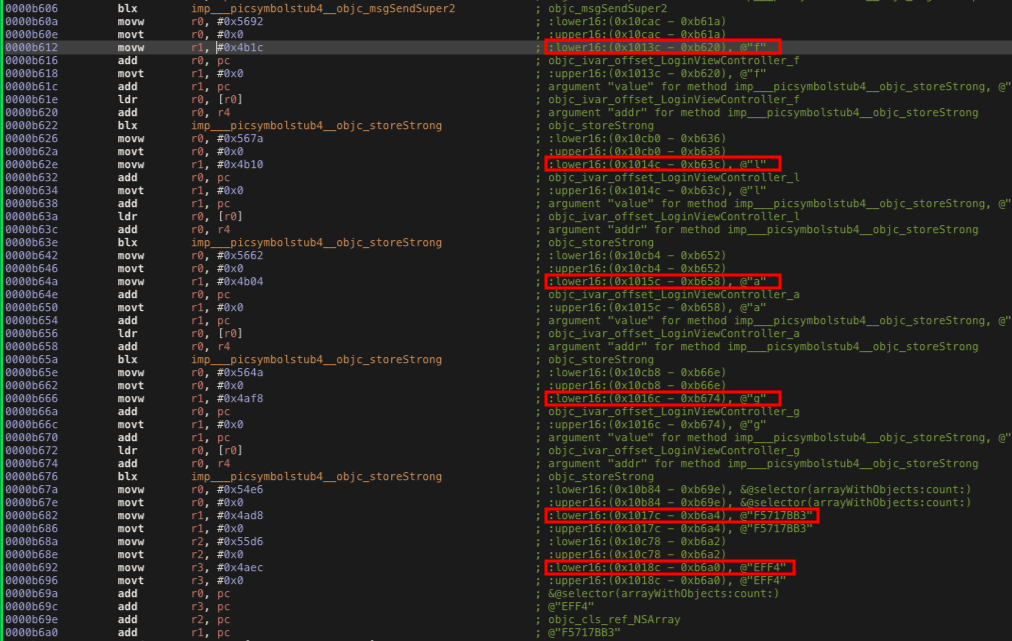 0000b606 blx imp___picsymbolstub4__objc_msgSendSuper2 ; objc_msgSendSuper2
0000b60a movw r0, #0x5692 ; :lower16:(0x10cac - 0xb61a)
0000b60e movt r0, #0x0 ; :upper16:(0x10cac - 0xb61a)
0000b612 movw r1, #0x4b1c ; :lower16:(0x1013c - 0xb620), @"f"
0000b616 add r0, pc ; objc_ivar_offset_LoginViewController_f
0000b618 movt r1, #0x0 ; :upper16:(0x1013c - 0xb620), @"f"
0000b61c add r1, pc ; argument "value" for method imp___picsymbolstub4__objc_storeStrong, @"
0000b61e ldr r0, [r0] ; objc_ivar_offset_LoginViewController_f
0000b620 add r0, r4 ; argument "addr" for method imp___picsymbolstub4__objc_storeStrong
0000b622 blx imp___picsymbolstub4__objc_storeStrong ; objc_storeStrong
0000b626 movw r0, #0x567a ; :lower16:(0x10cb0 - 0xb636)
0000b62a movt r0, #0x0 ; :upper16:(0x10cb0 - 0xb636)
0000b62e movw r1, #0x4b10 ; :lower16:(0x1014c - 0xb63c), @"l"
0000b632 add r0, pc ; objc_ivar_offset_LoginViewController_l
0000b634 movt r1, #0x0 ; :upper16:(0x1014c - 0xb63c), @"l"
0000b638 add r1, pc ; argument "value" for method imp___picsymbolstub4__objc_storeStrong, @"
0000b63a ldr r0, [r0] ; objc_ivar_offset_LoginViewController_l
0000b63c add r0, r4 ; argument "addr" for method imp___picsymbolstub4__objc_storeStrong
0000b63e blx imp___picsymbolstub4__objc_storeStrong ; objc_storeStrong
0000b642 movw r0, #0x5662 ; :lower16:(0x10cb4 - 0xb652)
0000b646 movt r0, #0x0 ; :upper16:(0x10cb4 - 0xb652)
0000b64a movw r1, #0x4b04 ; :lower16:(0x1015c - 0xb658), @"a"
0000b64e add r0, pc ; objc_ivar_offset_LoginViewController_a
0000b650 movt r1, #0x0 ; :upper16:(0x1015c - 0xb658), @"a"
0000b654 add r1, pc ; argument "value" for method imp___picsymbolstub4__objc_storeStrong, @"
0000b656 ldr r0, [r0] ; objc_ivar_offset_LoginViewController_a
0000b658 add r0, r4 ; argument "addr" for method imp___picsymbolstub4__objc_storeStrong
0000b65a blx imp___picsymbolstub4__objc_storeStrong ; objc_storeStrong
0000b65e movw r0, #0x564a ; :lower16:(0x10cb8 - 0xb66e)
0000b662 movt r0, #0x0 ; :upper16:(0x10cb8 - 0xb66e)
0000b666 movw r1, #0x4af8 ; :lower16:(0x1016c - 0xb674), @"g"
0000b66a add r0, pc ; objc_ivar_offset_LoginViewController_g
0000b66c movt r1, #0x0 ; :upper16:(0x1016c - 0xb674), @"g"
0000b670 add r1, pc ; argument "value" for method imp___picsymbolstub4__objc_storeStrong, @"
0000b672 ldr r0, [r0] ; objc_ivar_offset_LoginViewController_g
0000b674 add r0, r4 ; argument "addr" for method imp___picsymbolstub4__objc_storeStrong
0000b676 blx imp___picsymbolstub4__objc_storeStrong ; objc_storeStrong
0000b67a movw r0, #0x54e6 ; :lower16:(0x10b84 - 0xb69e), &@selector(arrayWithObjects:count:)
0000b67e movt r0, #0x0 ; :upper16:(0x10b84 - 0xb69e), &@selector(arrayWithObjects:count:)
0000b682 movw r1, #0x4ad8 ; :lower16:(0x1017c - 0xb6a4), @"F5717BB3"
0000b686 movt r1, #0x0 ; :upper16:(0x1017c - 0xb6a4), @"F5717BB3"
0000b68a movw r2, #0x55d6 ; :lower16:(0x10c78 - 0xb6a2)
0000b68e movt r2, #0x0 ; :upper16:(0x10c78 - 0xb6a2)
0000b692 movw r3, #0x4aec ; :lower16:(0x1018c - 0xb6a0), @"EFF4"
0000b696 movt r3, #0x0 ; :upper16:(0x1018c - 0xb6a0), @"EFF4"
0000b69a add r0, pc ; &@selector(arrayWithObjects:count:)
0000b69c add r3, pc ; @"EFF4"
0000b69e add r2, pc ; objc_cls_ref_NSArray
0000b6a0 add r1, pc ; @"F5717BB3"